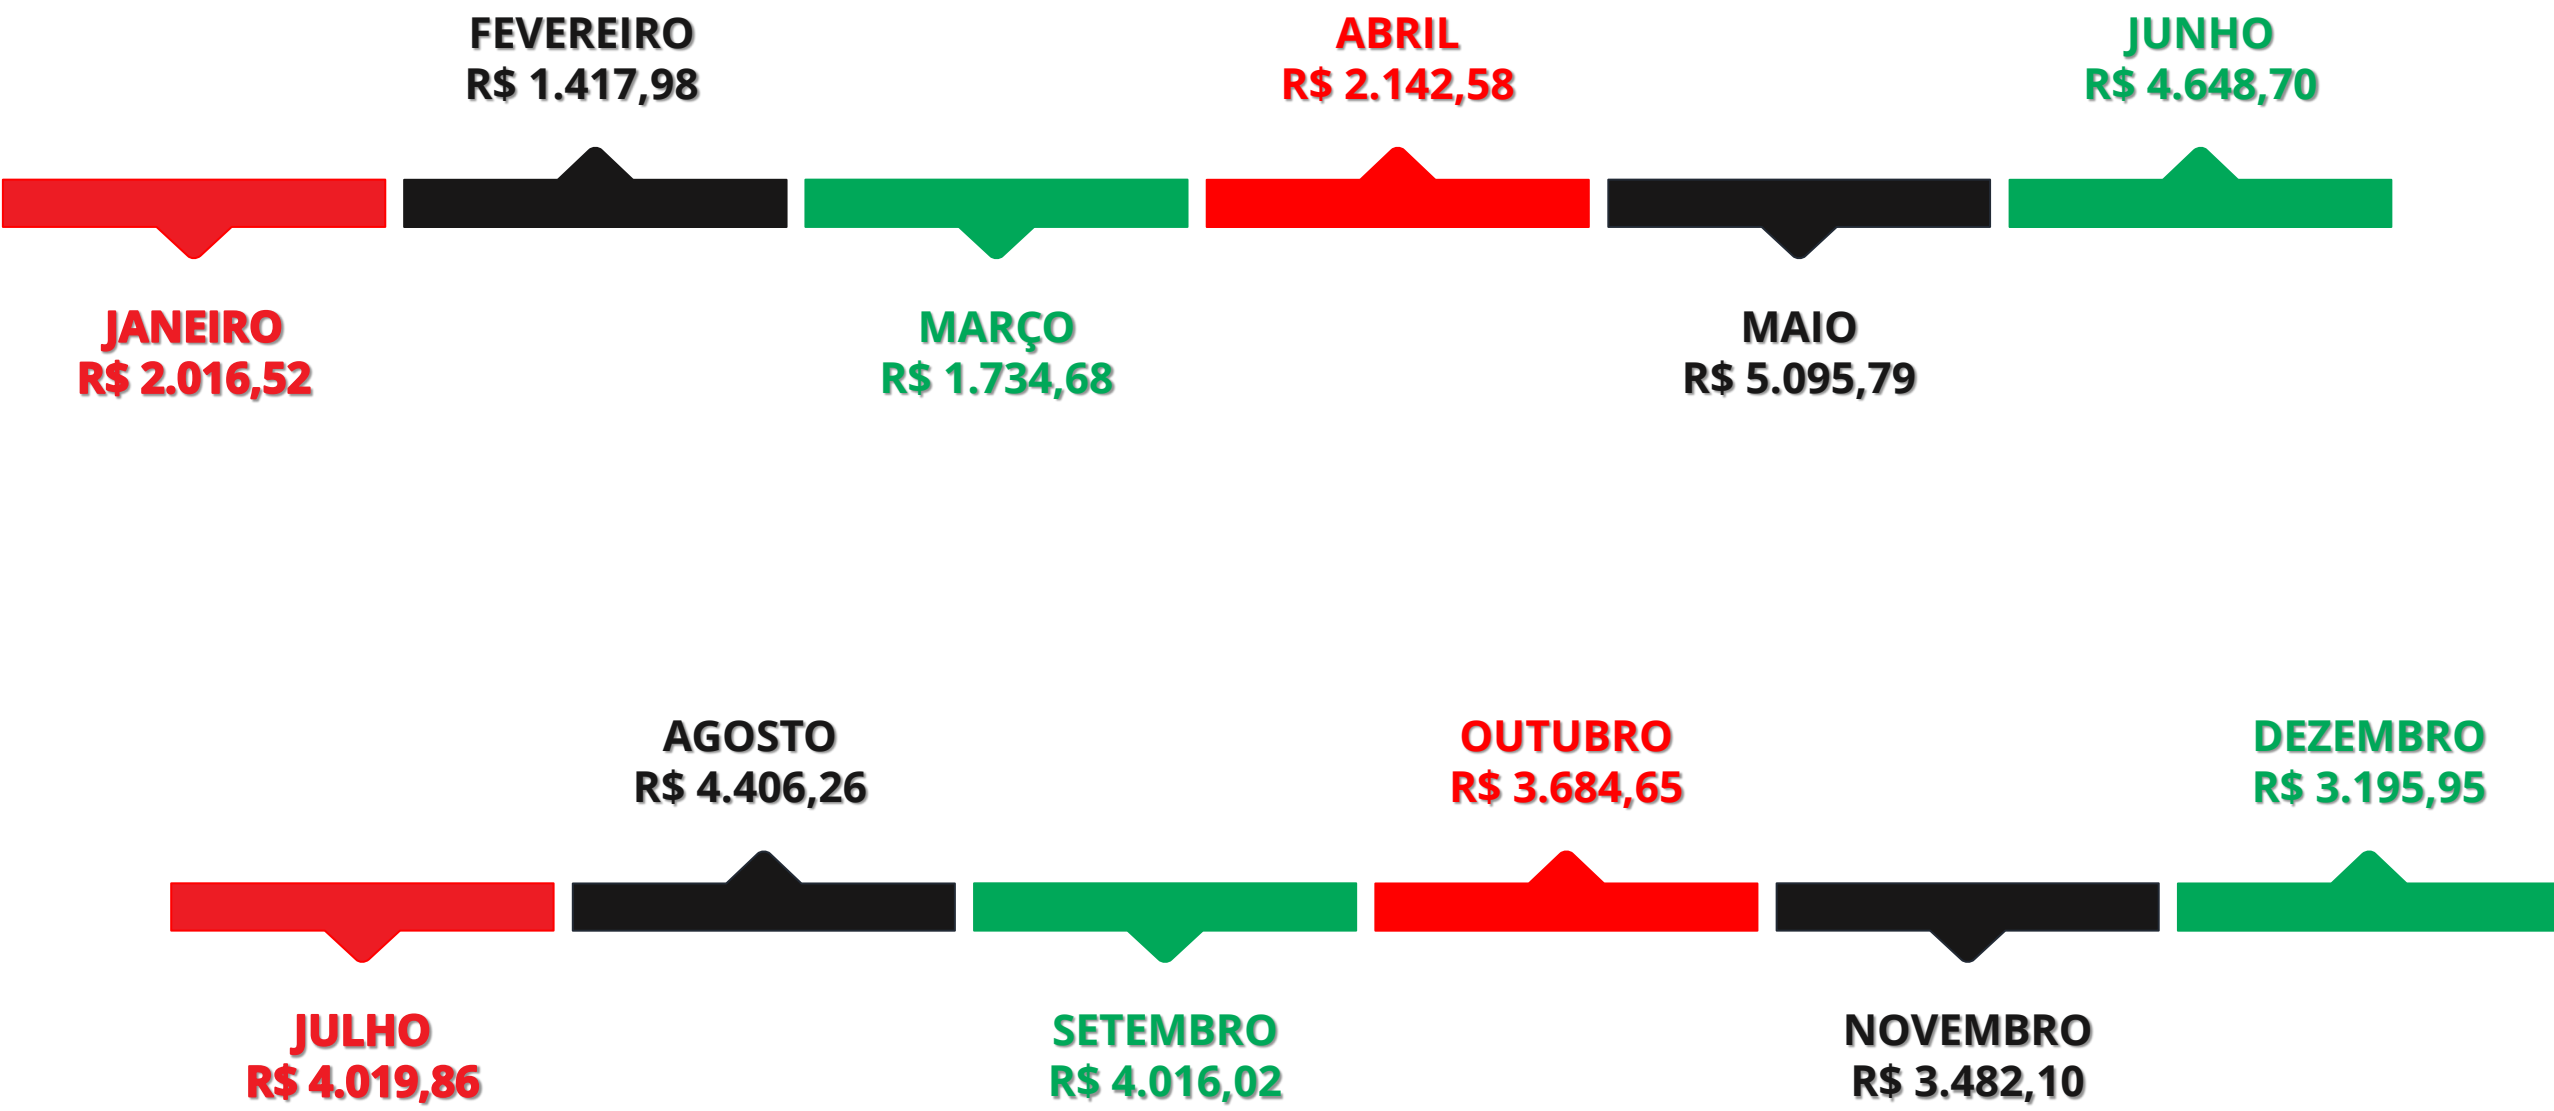 JANEIRO
R$ 2.016,52
FEVEREIRO
R$ 1.417,98
MARÇO
R$ 1.734,68
ABRIL
R$ 2.142,58
MAIO
R$ 5.095,79
JUNHO
R$ 4.648,70
JULHO
R$ 4.019,86
AGOSTO
R$ 4.406,26
SETEMBRO
R$ 4.016,02
OUTUBRO
R$ 3.684,65
NOVEMBRO
R$ 3.482,10
DEZEMBRO
R$ 3.195,95